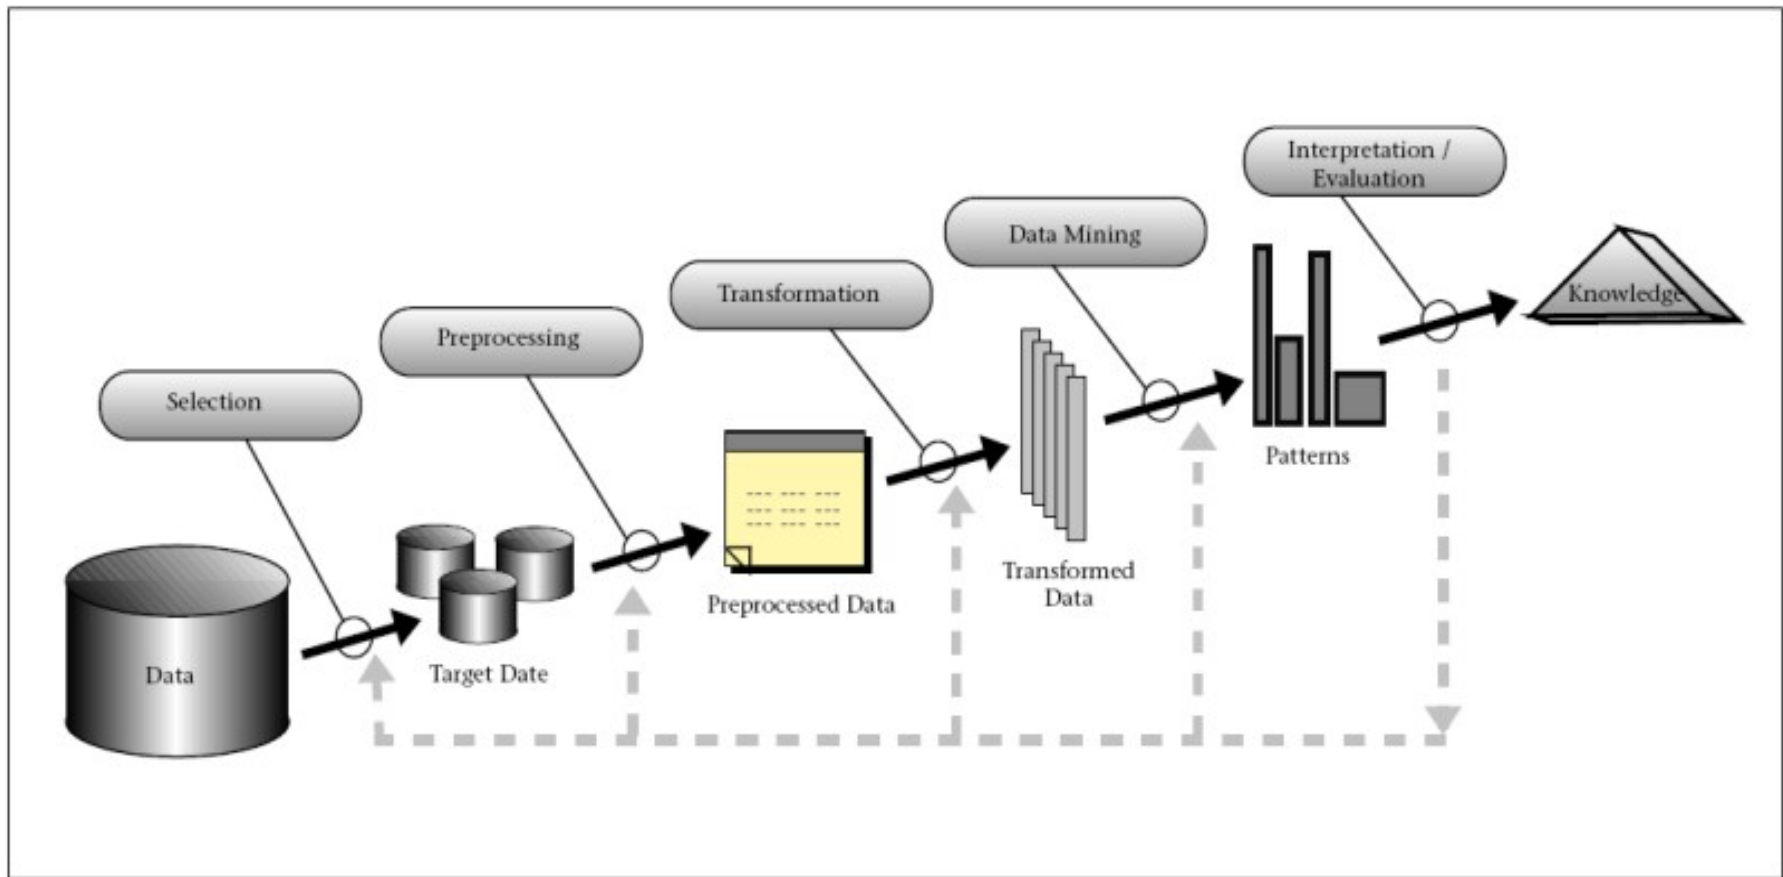 Interpretation /
Evaluation
Data Mining
Transformation
Knowledge
Preprocessing
Selection
Patterns
Transformed
Data
Preprocessed Data
Target Date
Data